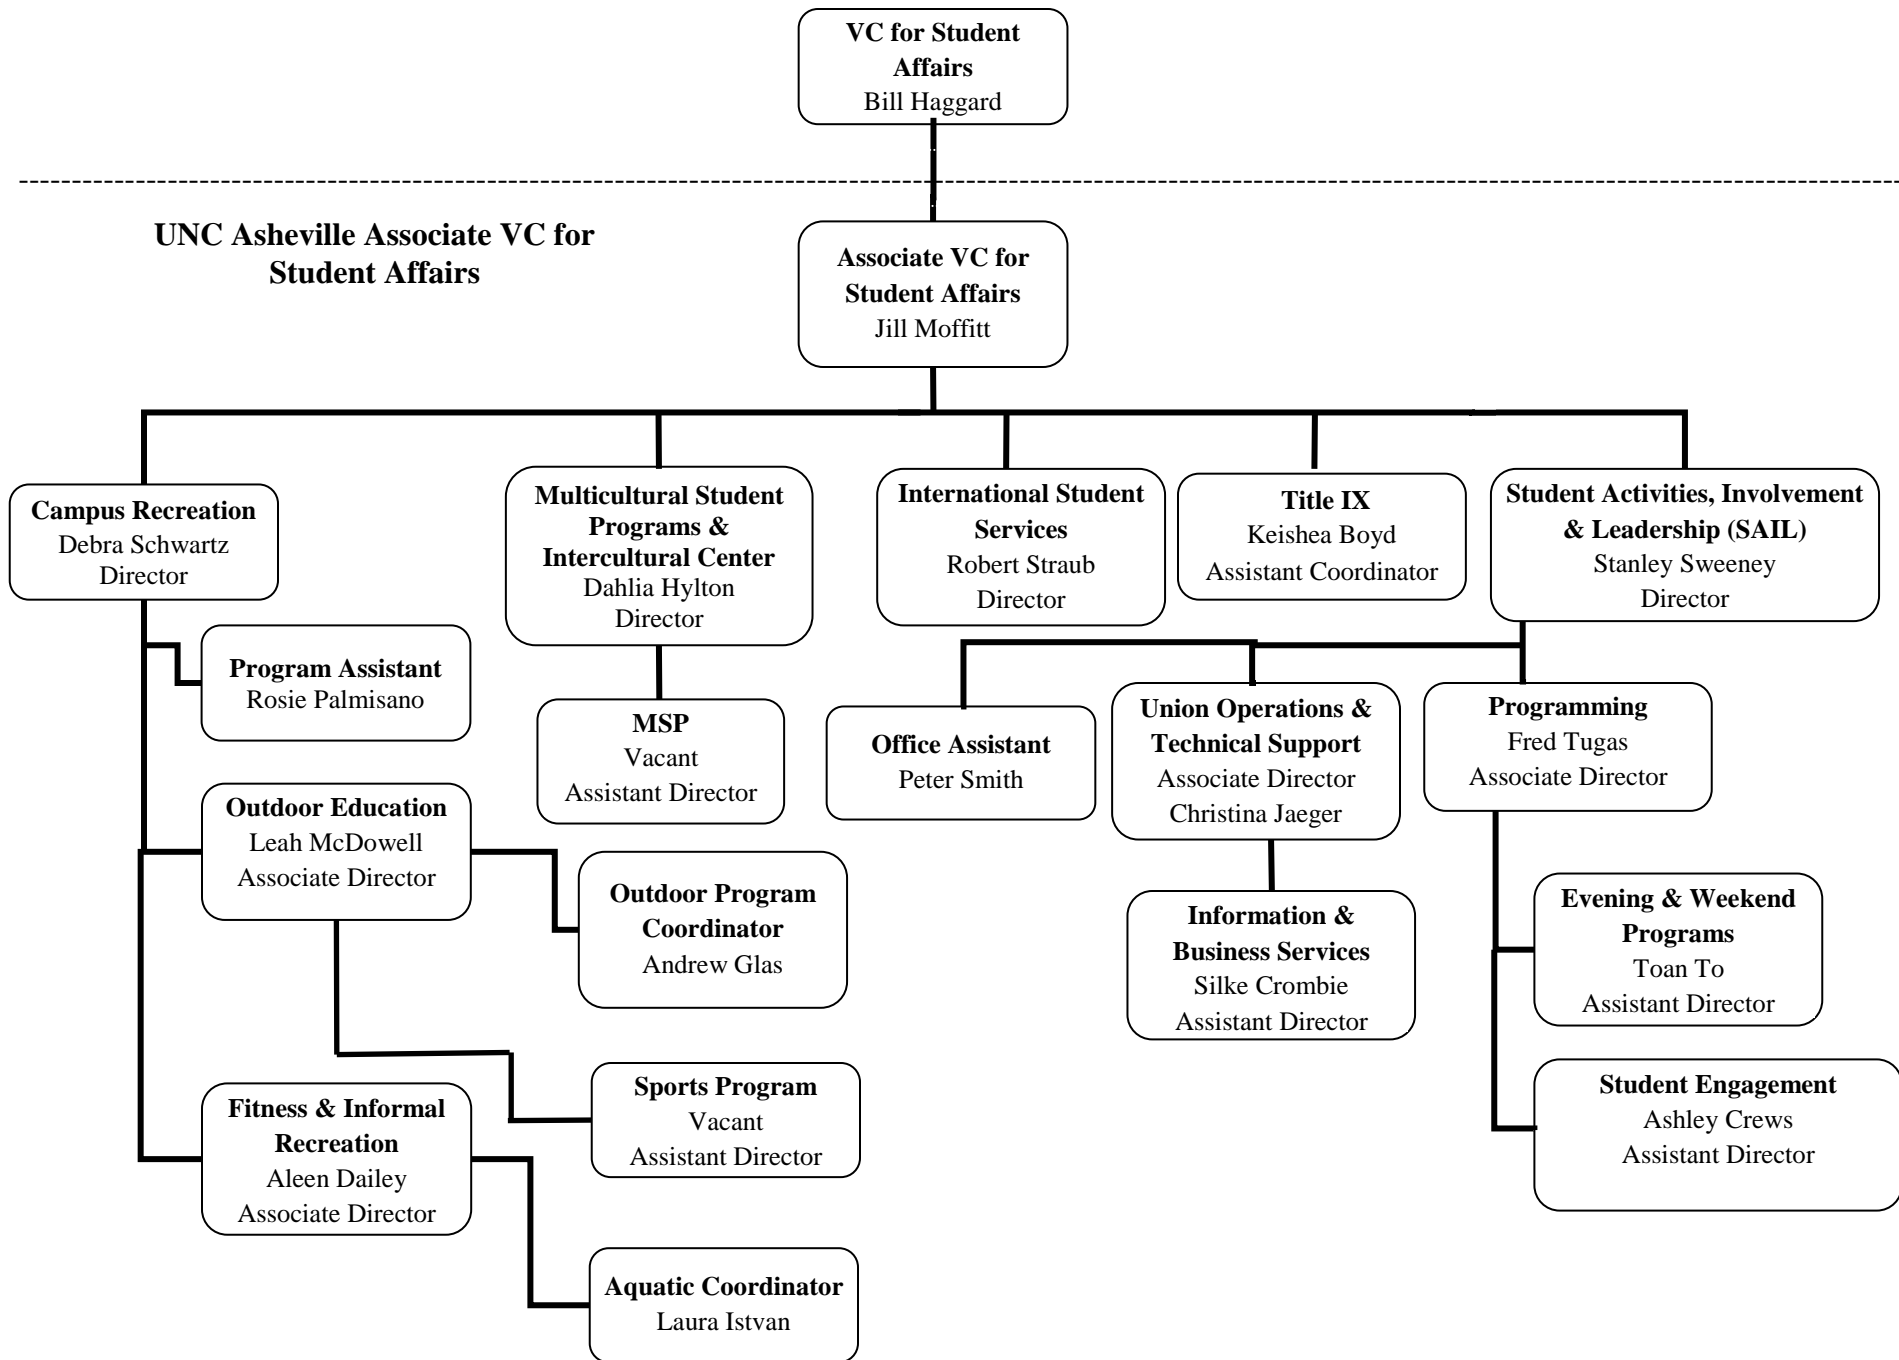 VC for Student
Affairs
Bill Haggard
UNC Asheville Associate VC for
Student Affairs
Associate VC for
Student Affairs
Jill Moffitt
Campus Recreation
Debra Schwartz
Director
Multicultural Student
Programs &
Intercultural Center
Dahlia Hylton
Director
International Student
Services
Robert Straub
Director
Title IX
Keishea Boyd
Assistant Coordinator
Student Activities, Involvement
& Leadership (SAIL)
Stanley Sweeney
Director
Program Assistant
Rosie Palmisano
MSP
Vacant
Assistant Director
Office Assistant
Peter Smith
Union Operations &
Technical Support
Associate Director
Christina Jaeger
Programming
Fred Tugas
Associate Director
Outdoor Education
Leah McDowell
Associate Director
Outdoor Program
Coordinator
Andrew Glas
Information &
Business Services
Silke Crombie
Assistant Director
Evening & Weekend
Programs
Toan To
Assistant Director
Fitness & Informal
Recreation
Aleen Dailey
Associate Director
Sports Program
Vacant
Assistant Director
Student Engagement
Ashley Crews
Assistant Director
Aquatic Coordinator
Laura Istvan